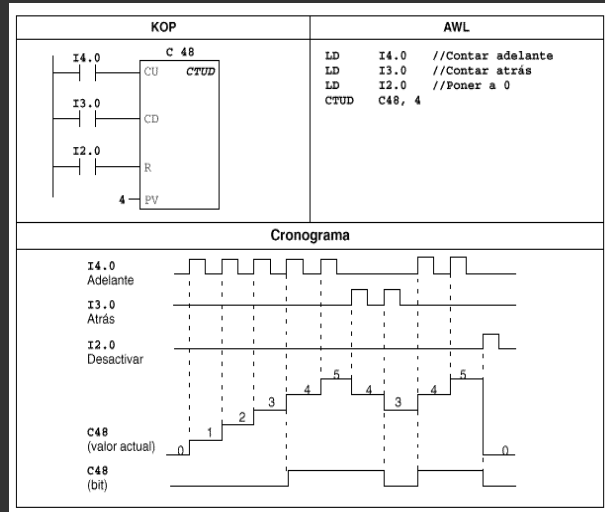 KOP
AWL
C 48
I4.0
CU CTUD
I3.0
CD
I2.0
R
4 PV
LD I4.0 //Contar adelante
LD I3.0 //Contar atrás
LD I2.0 //Poner a 0
CTUD C48, 4
Cronograma
I4.0
Adelante
I3.0
Atrás
I2.0
Desactivar
C48
(valor actual)
0 1 2 3 4 5 4 3 4 5 0
C48
(bit)